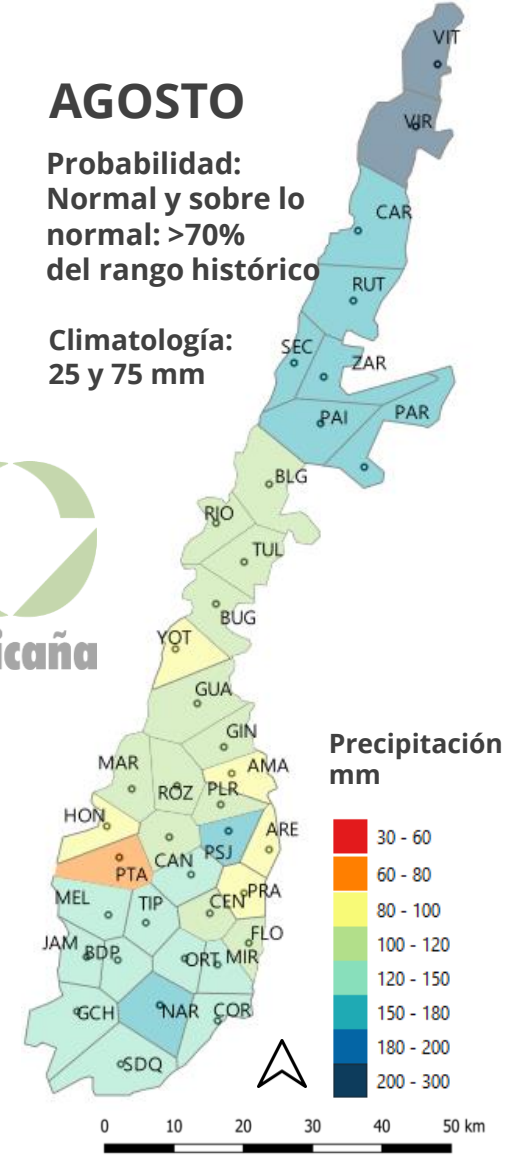 AGOSTO
Probabilidad:
Normal y sobre lo
normal: >70%
del rango histórico
Climatología:
25 y 75 mm
VIT
VIR
CAR
RUT
SEC
ZAR
PAI
PAR
BLG
RIO
TUL
BUG
icaña
YOT
GUA
GIN
MAR
AMA
ROZ
PLR
HON
ARE
PSJ
CAN
PTA
PRA
MEL
TIP
CEN
FLO
JAM
BDP
ORT
MIR
GCH
NAR
COR
SDQ
Precipitación
mm
30 - 60
60 - 80
80 - 100
100 - 120
120 - 150
150 - 180
180 - 200
200 - 300
0 10 20 30 40 50 km